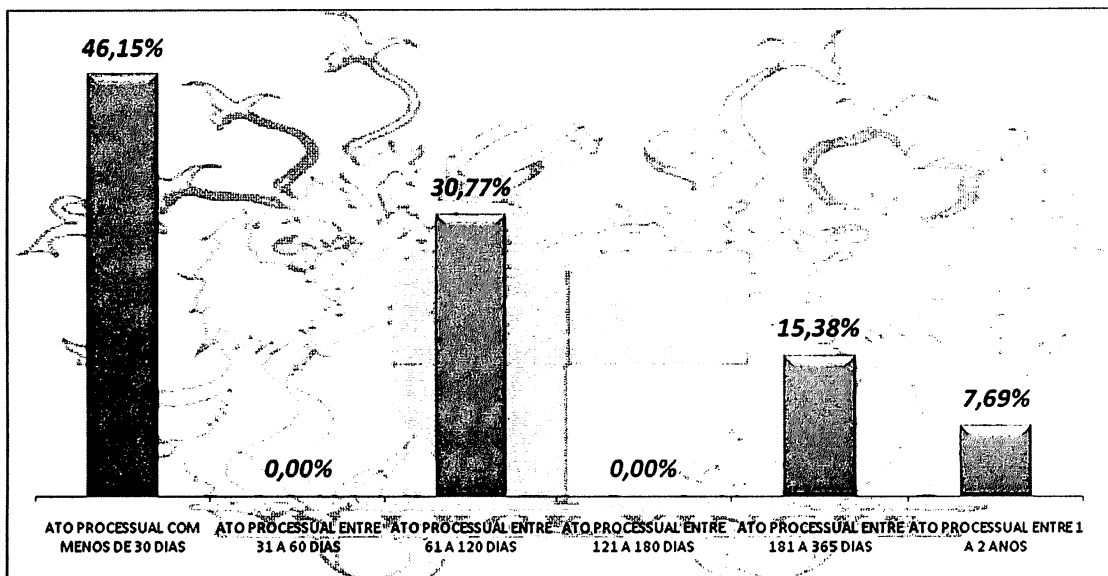 46,15%
30,77%
15,38%
7,69%
0,00%
0,00%
ATO PROCESSUAL COM MENOS DE 30 DIAS
ATO PROCESSUAL ENTRE 31 A 60 DIAS
ATO PROCESSUAL ENTRE 61 A 120 DIAS
ATO PROCESSUAL ENTRE 121 A 180 DIAS
ATO PROCESSUAL ENTRE 181 A 365 DIAS
ATO PROCESSUAL ENTRE 1 A 2 ANOS